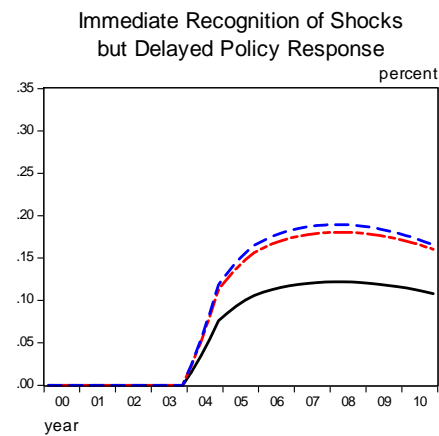 Immediate Recognition of Shocks
but Delayed Policy Response
percent
.35
.30
.25
.20
.15
.10
.05
.00
00 01 02 03 04 05 06 07 08 09 10
year